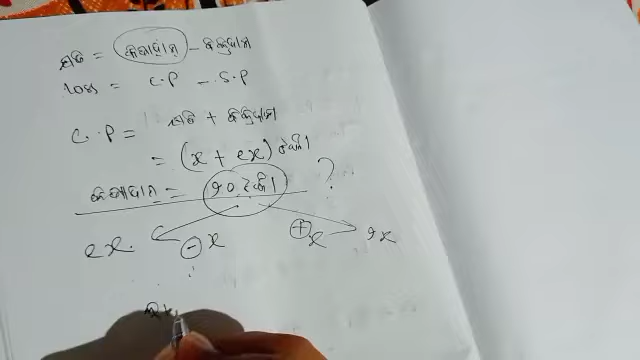 କ୍ଷତି = କିଣାଦାମ୍ - ବିକ୍ରିଦାମ
Loss = C.P - S.P
C.P = କ୍ଷତି + ବିକ୍ରିଦାମ
= (x + ex) ଟଙ୍କା
କିଣାଦାମ୍ = ୨୦ ଟଙ୍କା ?
ex. - x + x ୨x